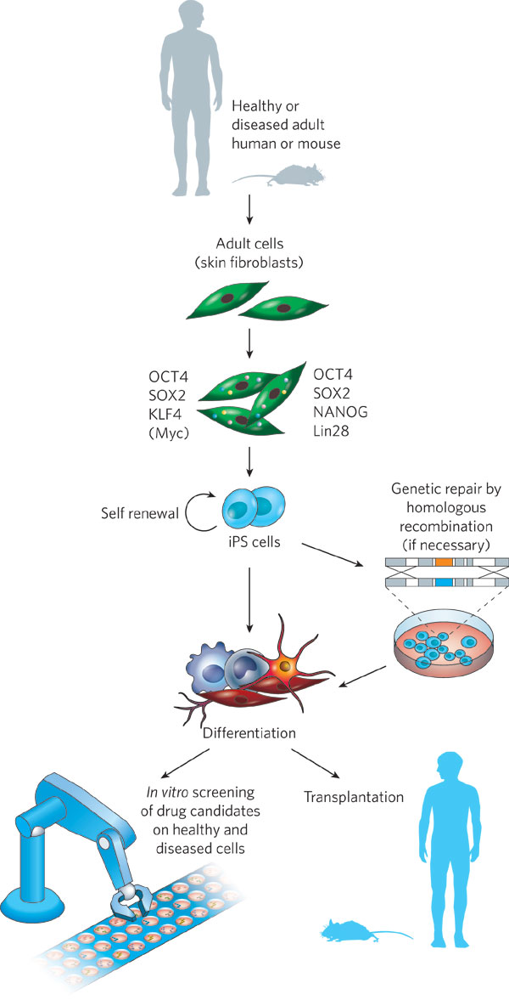 Healthy or
diseased adult
human or mouse
Adult cells
(skin fibroblasts)
OCT4
SOX2
KLF4
(Myc)
OCT4
SOX2
NANOG
Lin28
Self renewal
iPS cells
Genetic repair by
homologous
recombination
(if necessary)
Differentiation
In vitro screening
of drug candidates
on healthy and
diseased cells
Transplantation